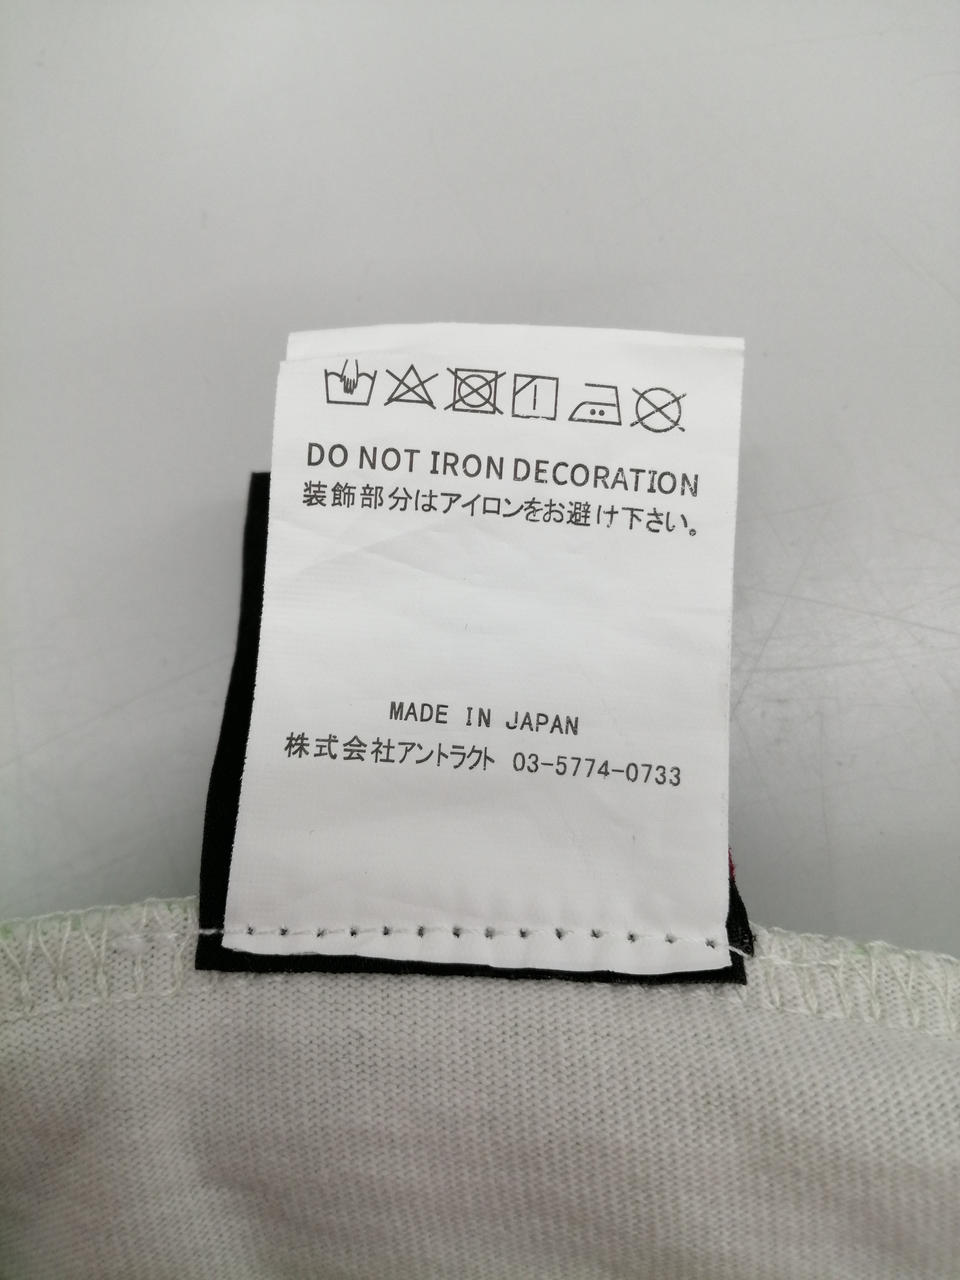 DO NOT IRON DECORATION
装飾部分はアイロンをお避け下さい。
MADE IN JAPAN
株式会社アントラクト 03-5774-0733